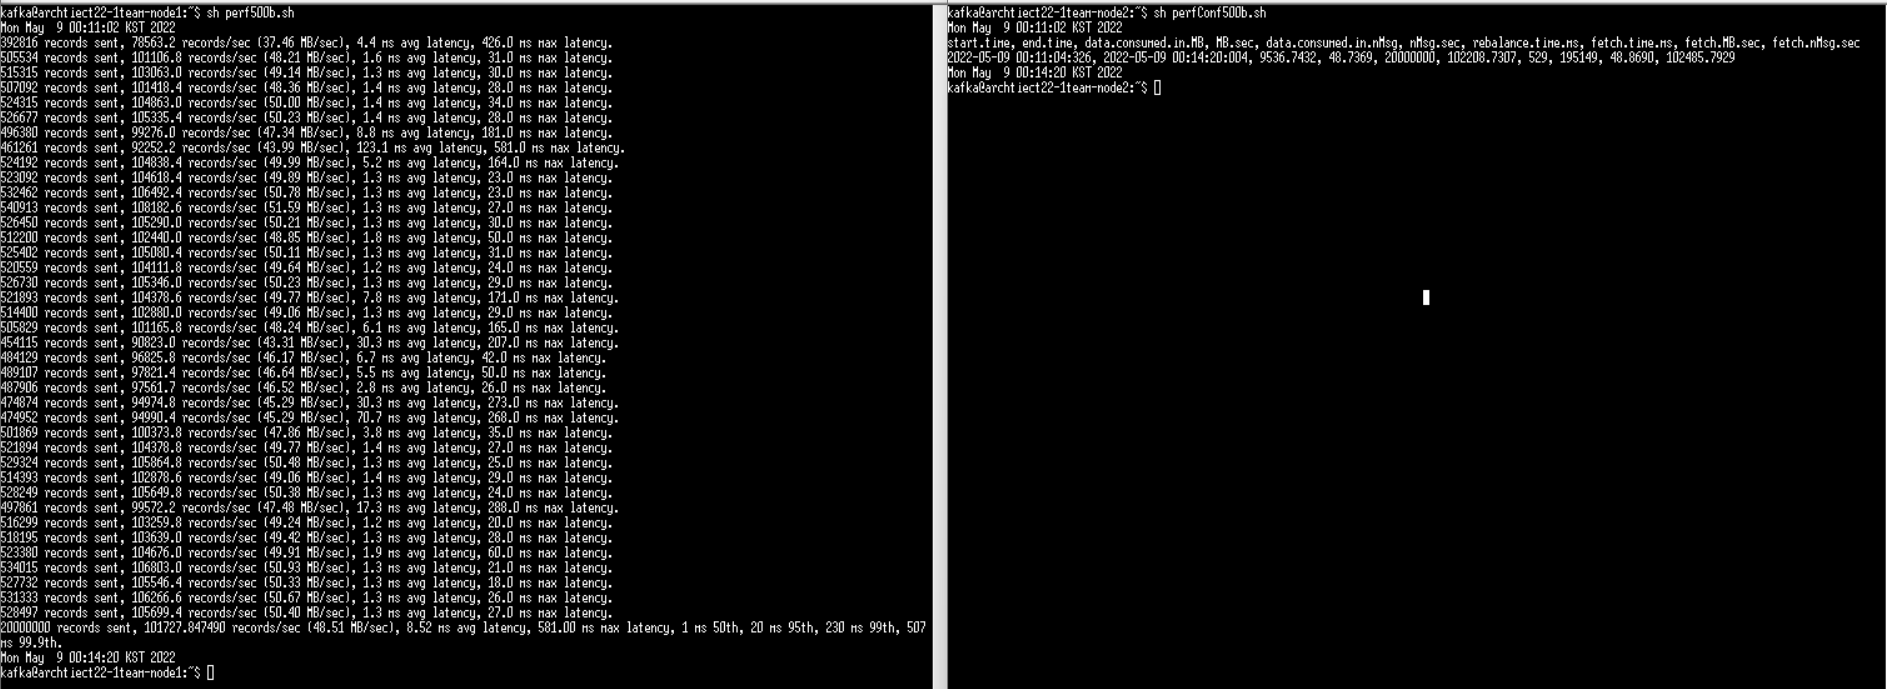 kafka@archtiect22-1team-node1:~$ sh perf500b.sh
Mon May  9 00:11:02 KST 2022
392816 records sent, 78563.2 records/sec (37.46 MB/sec), 4.4 ms avg latency, 426.0 ms max latency.
505534 records sent, 101106.8 records/sec (48.21 MB/sec), 1.6 ms avg latency, 31.0 ms max latency.
515315 records sent, 103063.0 records/sec (49.14 MB/sec), 1.3 ms avg latency, 30.0 ms max latency.
507092 records sent, 101418.4 records/sec (48.36 MB/sec), 1.4 ms avg latency, 28.0 ms max latency.
524315 records sent, 104863.0 records/sec (50.00 MB/sec), 1.4 ms avg latency, 34.0 ms max latency.
526677 records sent, 105335.4 records/sec (50.23 MB/sec), 1.4 ms avg latency, 28.0 ms max latency.
496380 records sent, 99276.0 records/sec (47.34 MB/sec), 8.8 ms avg latency, 181.0 ms max latency.
461261 records sent, 92252.2 records/sec (43.99 MB/sec), 123.1 ms avg latency, 581.0 ms max latency.
524192 records sent, 104838.4 records/sec (49.99 MB/sec), 5.2 ms avg latency, 164.0 ms max latency.
523092 records sent, 104618.4 records/sec (49.89 MB/sec), 1.3 ms avg latency, 23.0 ms max latency.
532462 records sent, 106492.4 records/sec (50.78 MB/sec), 1.3 ms avg latency, 23.0 ms max latency.
540913 records sent, 108182.6 records/sec (51.59 MB/sec), 1.3 ms avg latency, 27.0 ms max latency.
526450 records sent, 105290.0 records/sec (50.21 MB/sec), 1.3 ms avg latency, 30.0 ms max latency.
512200 records sent, 102440.0 records/sec (48.85 MB/sec), 1.8 ms avg latency, 50.0 ms max latency.
525402 records sent, 105080.4 records/sec (50.11 MB/sec), 1.3 ms avg latency, 31.0 ms max latency.
520559 records sent, 104111.8 records/sec (49.64 MB/sec), 1.2 ms avg latency, 24.0 ms max latency.
526730 records sent, 105346.0 records/sec (50.23 MB/sec), 1.3 ms avg latency, 29.0 ms max latency.
521893 records sent, 104378.6 records/sec (49.77 MB/sec), 7.8 ms avg latency, 171.0 ms max latency.
514400 records sent, 102880.0 records/sec (49.06 MB/sec), 1.3 ms avg latency, 29.0 ms max latency.
505829 records sent, 101165.8 records/sec (48.24 MB/sec), 6.1 ms avg latency, 165.0 ms max latency.
454115 records sent, 90823.0 records/sec (43.31 MB/sec), 30.3 ms avg latency, 207.0 ms max latency.
484129 records sent, 96825.8 records/sec (46.17 MB/sec), 6.7 ms avg latency, 42.0 ms max latency.
489107 records sent, 97821.4 records/sec (46.64 MB/sec), 5.5 ms avg latency, 50.0 ms max latency.
487906 records sent, 97561.7 records/sec (46.52 MB/sec), 2.8 ms avg latency, 26.0 ms max latency.
474874 records sent, 94974.8 records/sec (45.29 MB/sec), 30.3 ms avg latency, 273.0 ms max latency.
474952 records sent, 94990.4 records/sec (45.29 MB/sec), 70.7 ms avg latency, 268.0 ms max latency.
501869 records sent, 100373.8 records/sec (47.86 MB/sec), 3.8 ms avg latency, 35.0 ms max latency.
521894 records sent, 104378.8 records/sec (49.77 MB/sec), 1.4 ms avg latency, 27.0 ms max latency.
529324 records sent, 105864.8 records/sec (50.48 MB/sec), 1.3 ms avg latency, 25.0 ms max latency.
514393 records sent, 102878.6 records/sec (49.06 MB/sec), 1.4 ms avg latency, 29.0 ms max latency.
528249 records sent, 105649.8 records/sec (50.38 MB/sec), 1.3 ms avg latency, 24.0 ms max latency.
497861 records sent, 99572.2 records/sec (47.48 MB/sec), 17.3 ms avg latency, 288.0 ms max latency.
516299 records sent, 103259.8 records/sec (49.24 MB/sec), 1.2 ms avg latency, 20.0 ms max latency.
518195 records sent, 103639.0 records/sec (49.42 MB/sec), 1.3 ms avg latency, 28.0 ms max latency.
523380 records sent, 104676.0 records/sec (49.91 MB/sec), 1.9 ms avg latency, 60.0 ms max latency.
534015 records sent, 106803.0 records/sec (50.93 MB/sec), 1.3 ms avg latency, 21.0 ms max latency.
527732 records sent, 105546.4 records/sec (50.33 MB/sec), 1.3 ms avg latency, 18.0 ms max latency.
531333 records sent, 106266.6 records/sec (50.67 MB/sec), 1.3 ms avg latency, 26.0 ms max latency.
528497 records sent, 105699.4 records/sec (50.40 MB/sec), 1.3 ms avg latency, 27.0 ms max latency.
20000000 records sent, 101727.847490 records/sec (48.51 MB/sec), 8.52 ms avg latency, 581.00 ms max latency, 1 ms 50th, 20 ms 95th, 230 ms 99th, 507
ms 99.9th.
Mon May  9 00:14:20 KST 2022
kafka@archtiect22-1team-node1:~$
kafka@archtiect22-1team-node2:~$ sh perfConf500b.sh
Mon May  9 00:11:02 KST 2022
start.time, end.time, data.consumed.in.MB, MB.sec, data.consumed.in.nMsg, nMsg.sec, rebalance.time.ms, fetch.time.ms, fetch.MB.sec, fetch.nMsg.sec
2022-05-09 00:11:04:326, 2022-05-09 00:14:20:004, 9536.7432, 48.7369, 20000000, 102208.7307, 529, 195149, 48.8690, 102485.7929
Mon May  9 00:14:20 KST 2022
kafka@archtiect22-1team-node2:~$